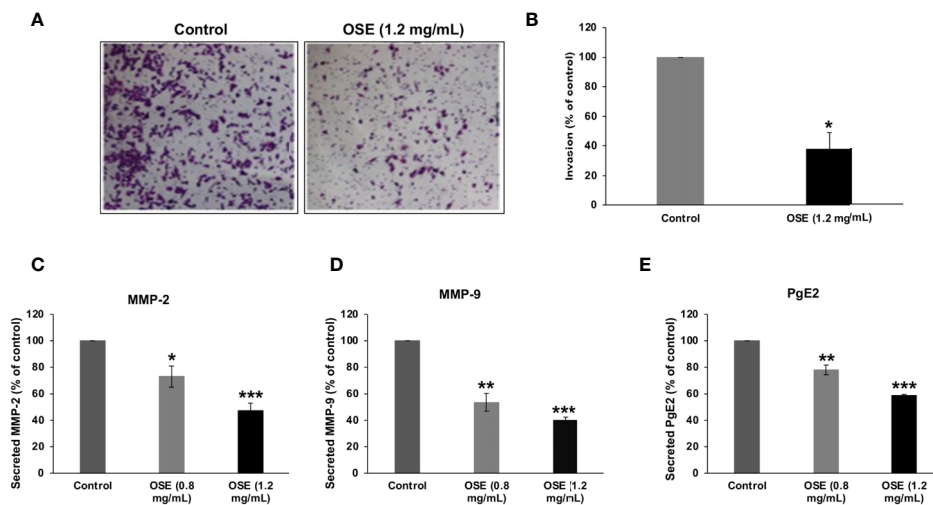 A
Control
OSE (1.2 mg/mL)
B
Invasion (% of control)
120
100
80
60
40
20
0
*
Control
OSE (1.2 mg/mL)
C
MMP-2
Secreted MMP-2 (% of control)
120
100
80
60
40
20
0
*
***
Control
OSE (0.8
mg/mL)
OSE (1.2
mg/mL)
D
MMP-9
Secreted MMP-9 (% of control)
120
100
80
60
40
20
0
**
***
Control
OSE (0.8
mg/mL)
OSE (1.2
mg/mL)
E
PgE2
Secreted PgE2 (% of control)
120
100
80
60
40
20
0
**
***
Control
OSE (0.8
mg/mL)
OSE (1.2
mg/mL)